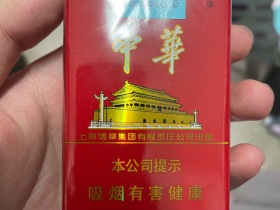 ®
中華
上海烟草集团有限责任公司出品
本公司提示
吸烟有害健康